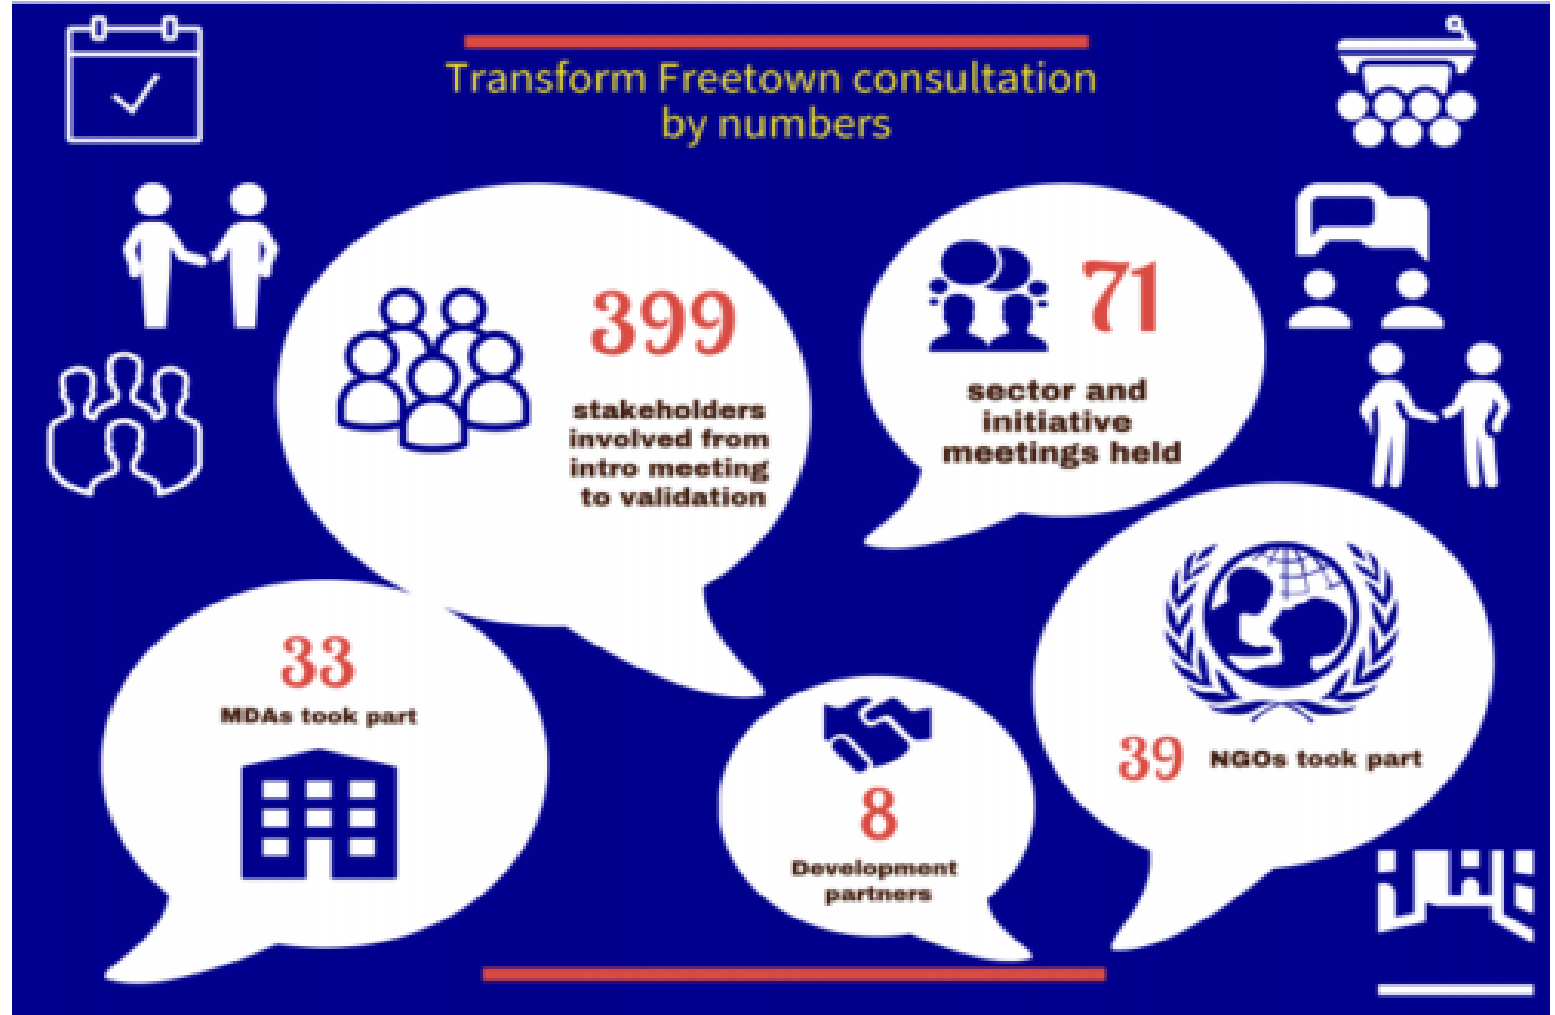 Transform Freetown consultation
by numbers
399
stakeholders
involved from
intro meeting
to validation
71
sector and
initiative
meetings held
33
MDAs took part
8
Development
partners
39 NGOs took part